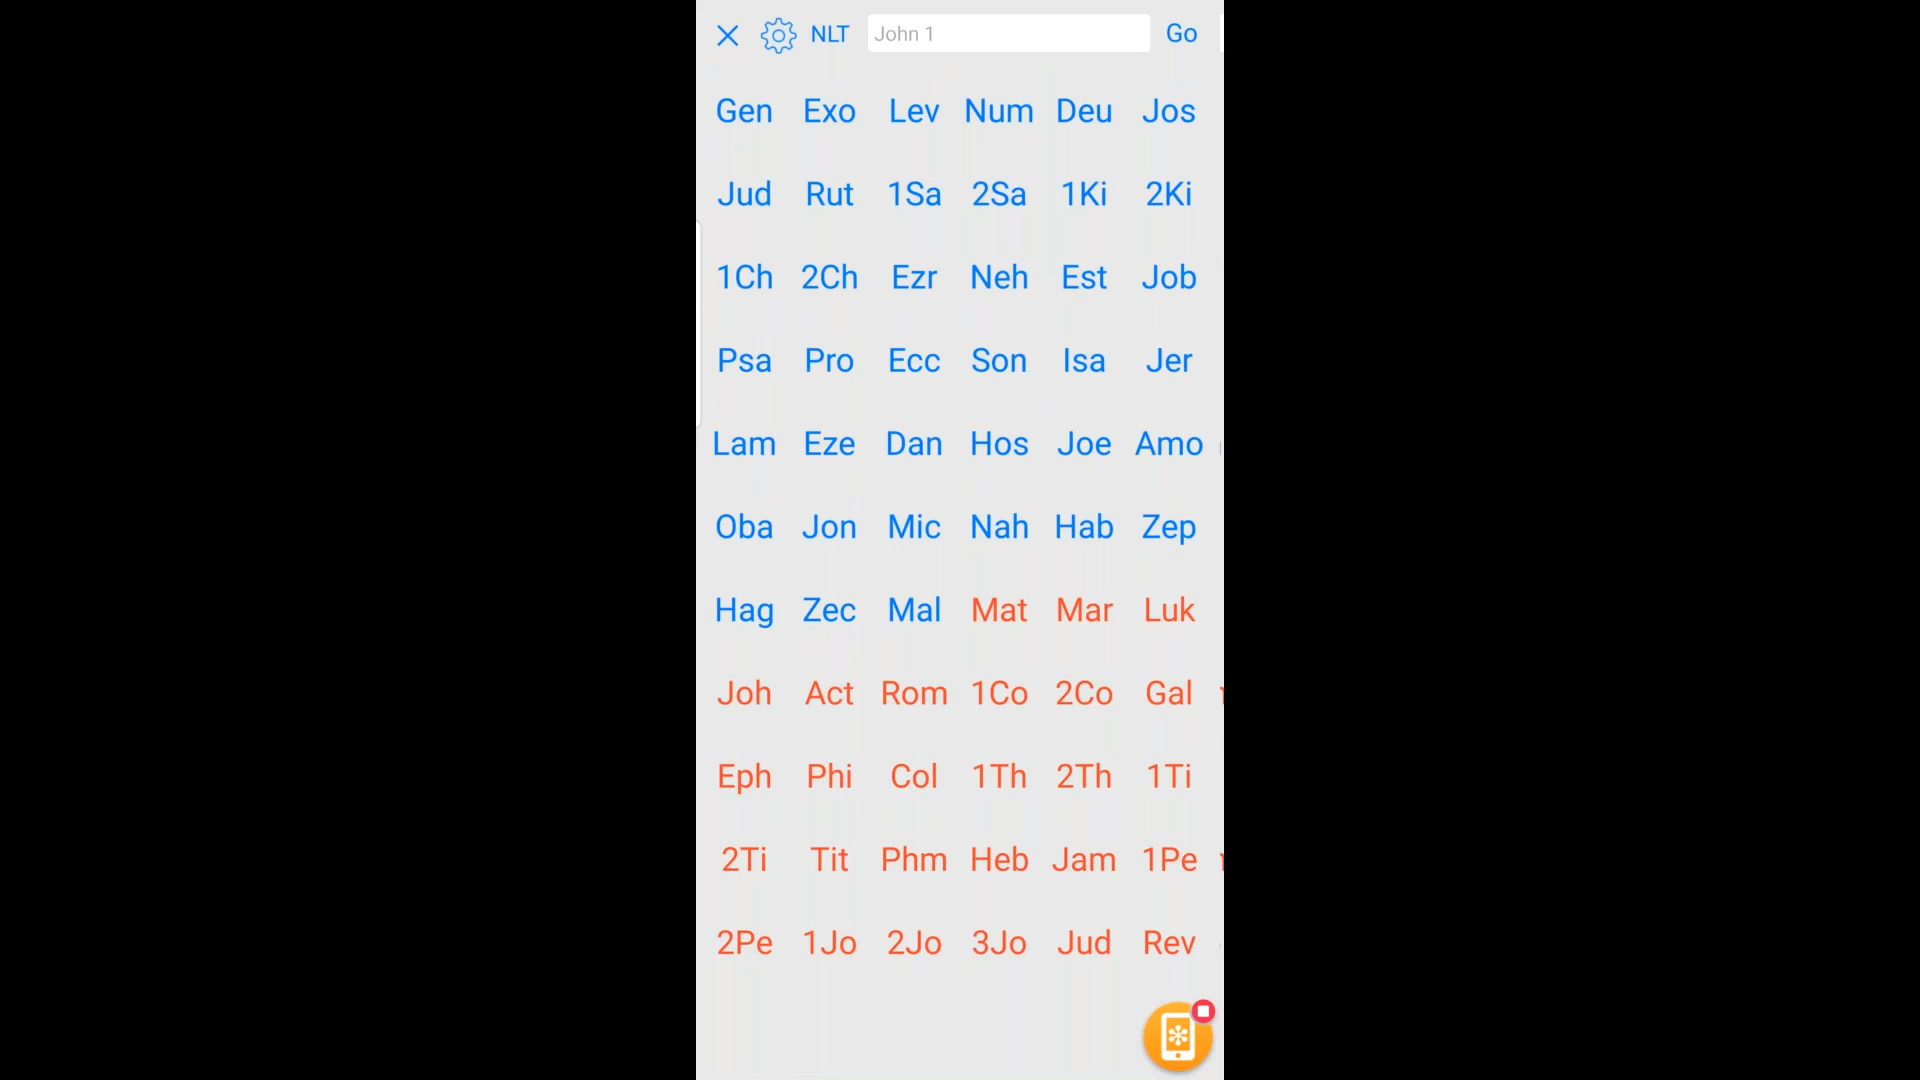 NLT John 1 Go
Gen Exo Lev Num Deu Jos
Jud Rut 1Sa 2Sa 1Ki 2Ki
1Ch 2Ch Ezr Neh Est Job
Psa Pro Ecc Son Isa Jer
Lam Eze Dan Hos Joe Amo
Oba Jon Mic Nah Hab Zep
Hag Zec Mal Mat Mar Luk
Joh Act Rom 1Co 2Co Gal
Eph Phi Col 1Th 2Th 1Ti
2Ti Tit Phm Heb Jam 1Pe
2Pe 1Jo 2Jo 3Jo Jud Rev